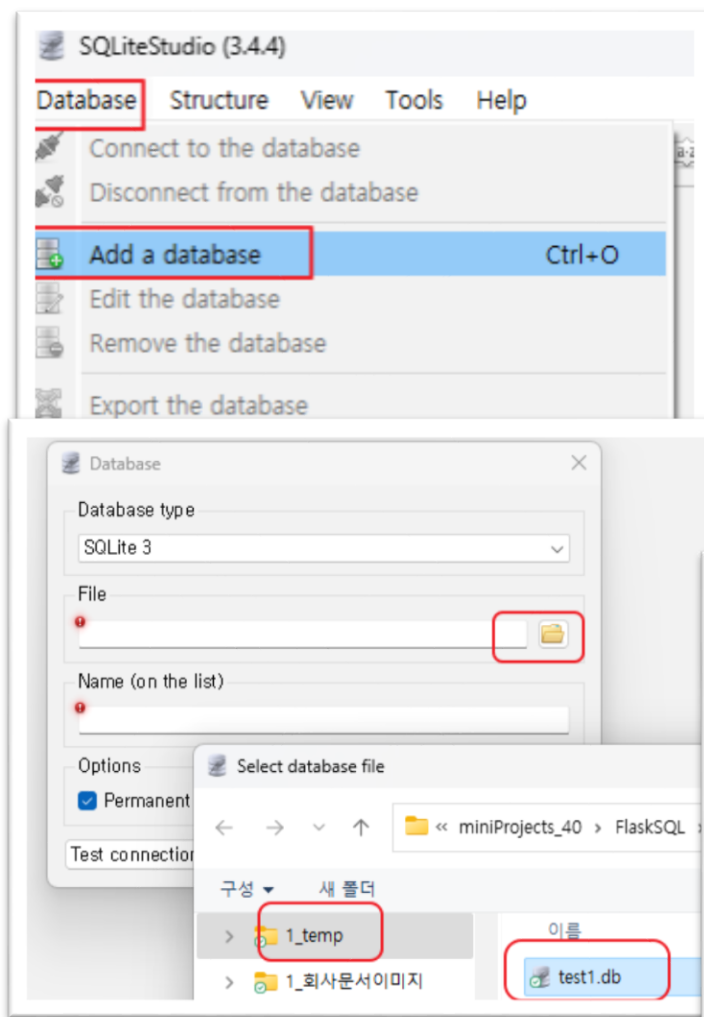 SQLiteStudio (3.4.4)
Database Structure View Tools Help
Connect to the database
Disconnect from the database
Add a database Ctrl+O
Edit the database
Remove the database
Export the database
Database
Database type
SQLite 3
File
Name (on the list)
Options
Permanent
Test connection
Select database file
« miniProjects_40 › FlaskSQL ›
구성 새 폴더
1_temp
이름
test1.db
1_회사문서이미지